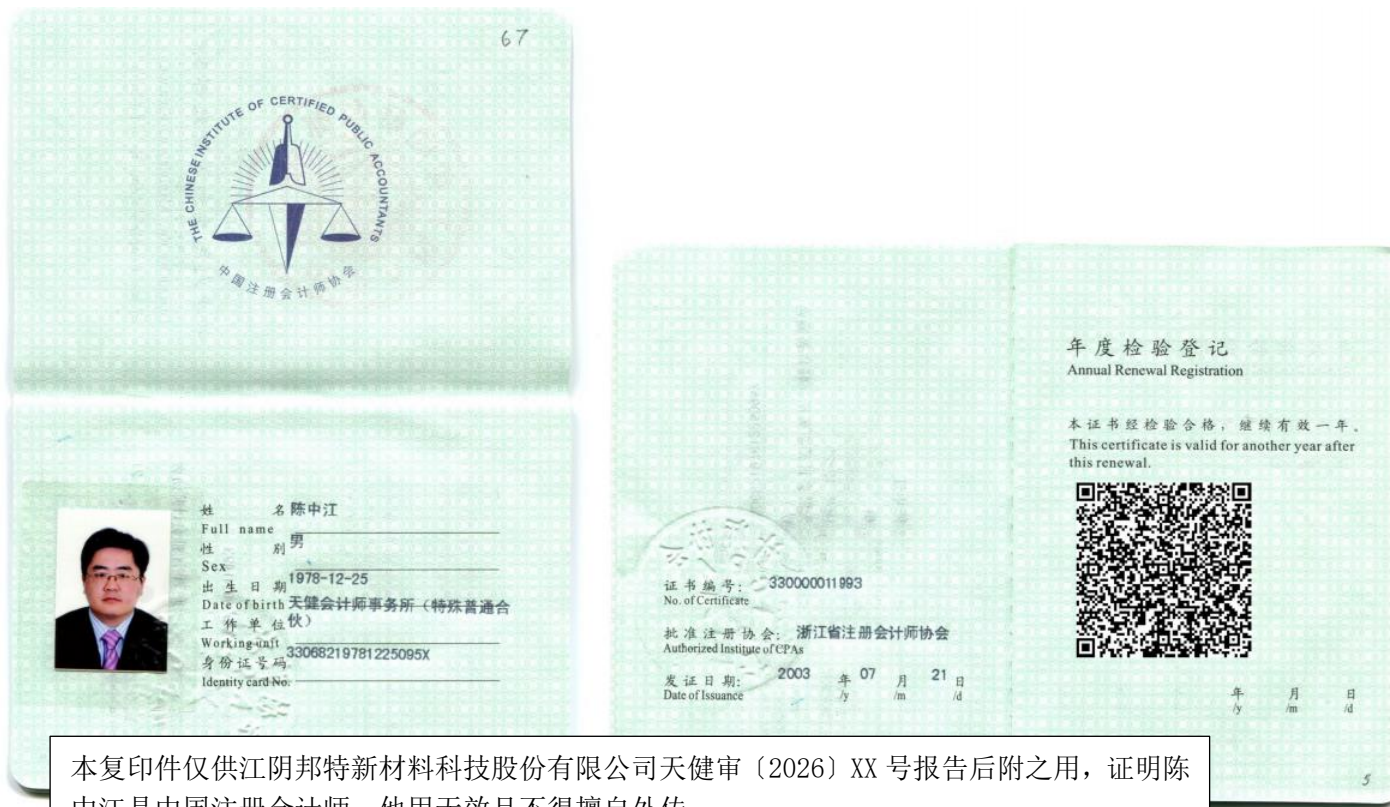 67
THE CHINESE INSTITUTE OF CERTIFIED PUBLIC ACCOUNTANTS
中国注册会计师协会
姓 名 陈中江
Full name
性 别 男
Sex
出生日期 1978-12-25
Date of birth
工作单位 天健会计师事务所（特殊普通合
伙）
Working unit
身份证号码 33068219781225095X
Identity card No.
证书编号: 330000011993
No. of Certificate
批准注册协会: 浙江省注册会计师协会
Authorized Institute of CPAs
发证日期: 2003 年 07 月 21 日
Date of Issuance /y /m /d
年度检验登记
Annual Renewal Registration
本证书经检验合格，继续有效一年。
This certificate is valid for another year after
this renewal.
年 月 日
/y /m /d
5
本复印件仅供江阴邦特新材料科技股份有限公司天健审〔2026〕XX 号报告后附之用，证明陈
中江是中国注册会计师，他用无效且不得擅自外传。